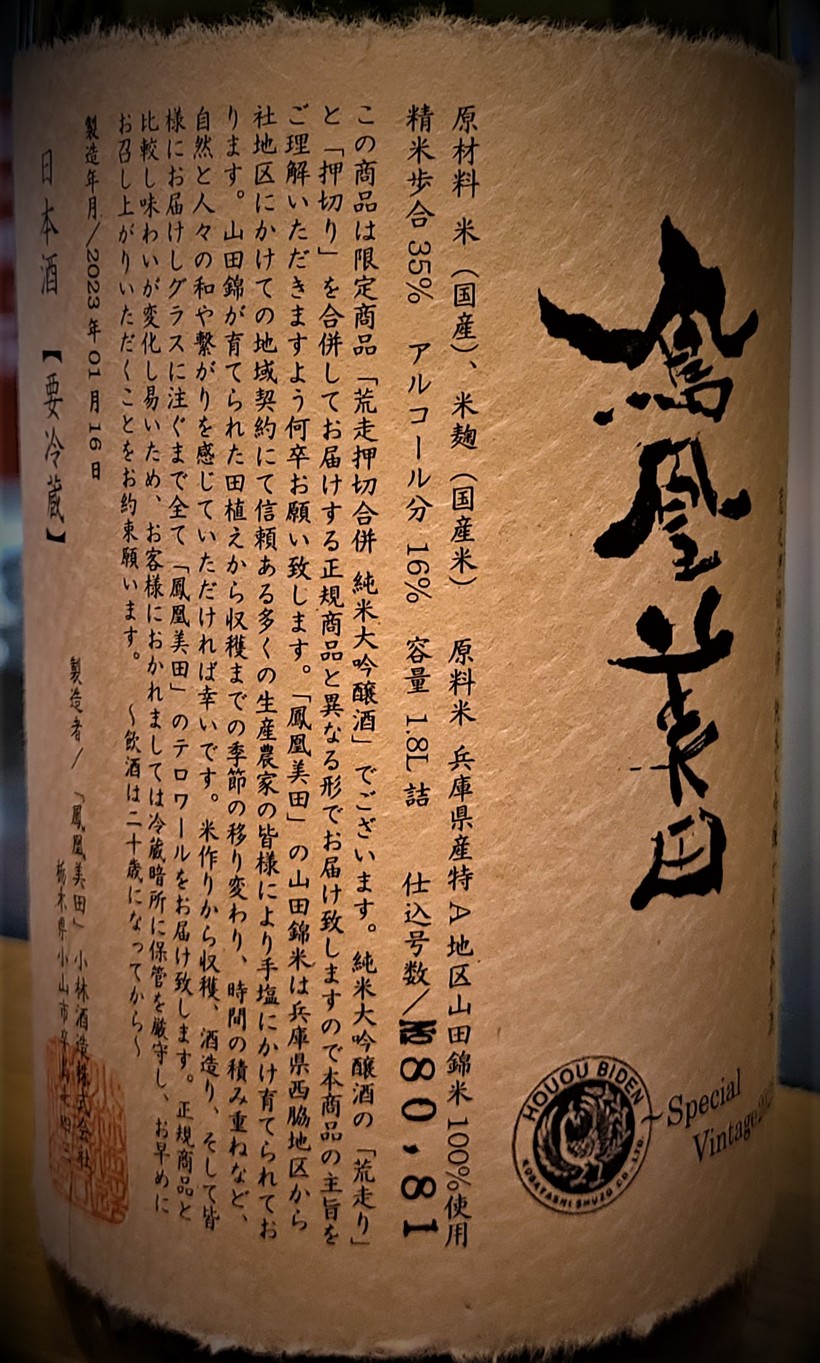 鳳凰美田
HOUOU BIDEN
KOBAYASHI SHUZO CO., LTD.
~Special
Vintage
原材料 米（国産）、米麹（国産米） 原料米 兵庫県産特A地区山田錦米100%使用
精米歩合 35% アルコール分 16% 容量 1.8L 詰 仕込号数／№80・81
この商品は限定商品「荒走押切合併 純米大吟醸酒」でございます。純米大吟醸酒の「荒走り」
と「押切り」を合併してお届けする正規商品と異なる形でお届け致しますので本商品の主旨を
ご理解いただきますよう何卒お願い致します。「鳳凰美田」の山田錦米は兵庫県西脇地区から
社地区にかけての地域契約にて信頼ある多くの生産農家の皆様により手塩にかけ育てられてお
ります。山田錦が育てられた田植えから収穫までの季節の移り変わり、時間の積み重ねなど、
自然と人々の和や繋がりを感じていただければ幸いです。米作りから収穫、酒造り、そして皆
様にお届けしグラスに注ぐまで全て「鳳凰美田」のテロワールをお届け致します。正規商品と
比較し味わいが変化し易いため、お客様におかれましては冷蔵暗所に保管を厳守し、お早めに
お召し上がりいただくことをお約束願います。 〜飲酒は二十歳になってから〜
製造年月／2023年01月16日
製造者／「鳳凰美田」小林酒造株式会社
栃木県小山市
日本酒 【要冷蔵】